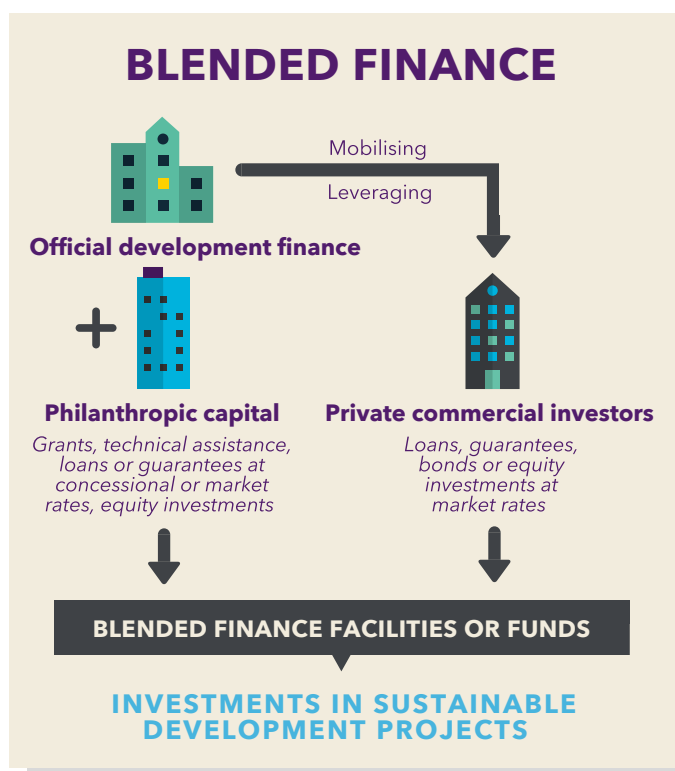 BLENDED FINANCE
Mobilising
Leveraging
Official development finance
Philanthropic capital
Grants, technical assistance,
loans or guarantees at
concessional or market
rates, equity investments
Private commercial investors
Loans, guarantees,
bonds or equity
investments at
market rates
BLENDED FINANCE FACILITIES OR FUNDS
INVESTMENTS IN SUSTAINABLE
DEVELOPMENT PROJECTS